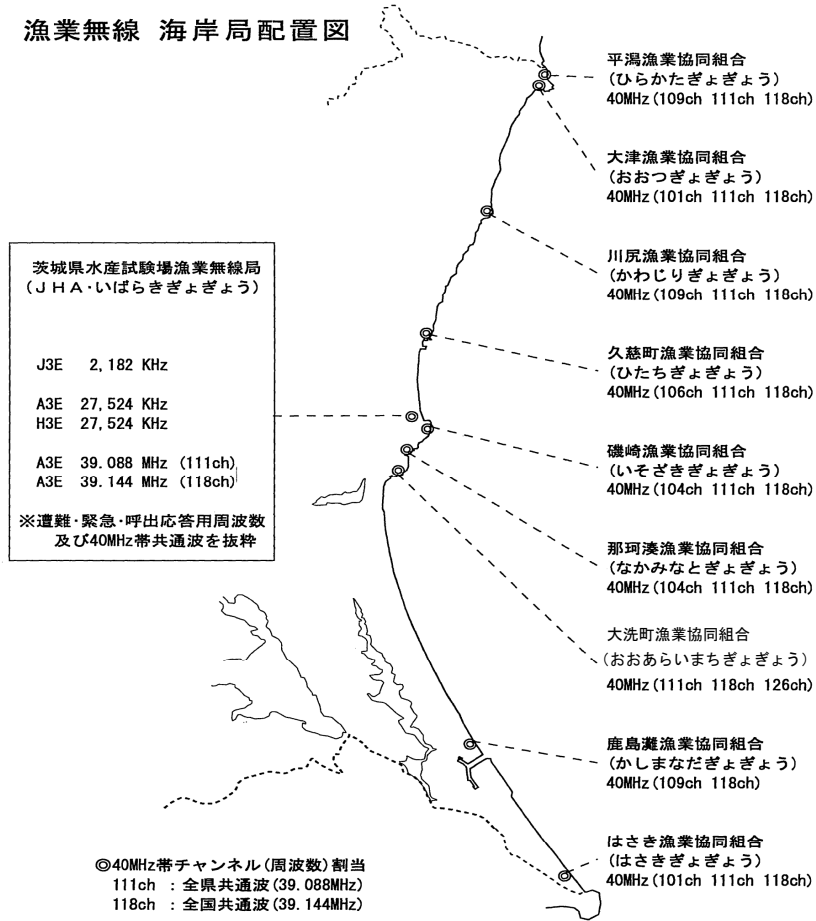 漁業無線 海岸局配置図
平潟漁業協同組合
(ひらかたぎょぎょう)
40MHz(109ch 111ch 118ch)
大津漁業協同組合
(おおつぎょぎょう)
40MHz(101ch 111ch 118ch)
川尻漁業協同組合
(かわじりぎょぎょう)
40MHz(109ch 111ch 118ch)
久慈町漁業協同組合
(ひたちぎょぎょう)
40MHz(106ch 111ch 118ch)
磯崎漁業協同組合
(いそざきぎょぎょう)
40MHz(104ch 111ch 118ch)
那珂湊漁業協同組合
(なかみなとぎょぎょう)
40MHz(104ch 111ch 118ch)
大洗町漁業協同組合
(おおあらいまちぎょぎょう)
40MHz(111ch 118ch 126ch)
鹿島灘漁業協同組合
(かしまなだぎょぎょう)
40MHz(109ch 118ch)
はさき漁業協同組合
(はさきぎょぎょう)
40MHz(101ch 111ch 118ch)
茨城県水産試験場漁業無線局
(JHA・いばらきぎょぎょう)
J3E 2,182 KHz
A3E 27,524 KHz
H3E 27,524 KHz
A3E 39.088 MHz (111ch)
A3E 39.144 MHz (118ch)
※遭難・緊急・呼出応答用周波数
及び40MHz帯共通波を抜粋
◎40MHz帯チャンネル(周波数)割当
111ch : 全県共通波(39.088MHz)
118ch : 全国共通波(39.144MHz)